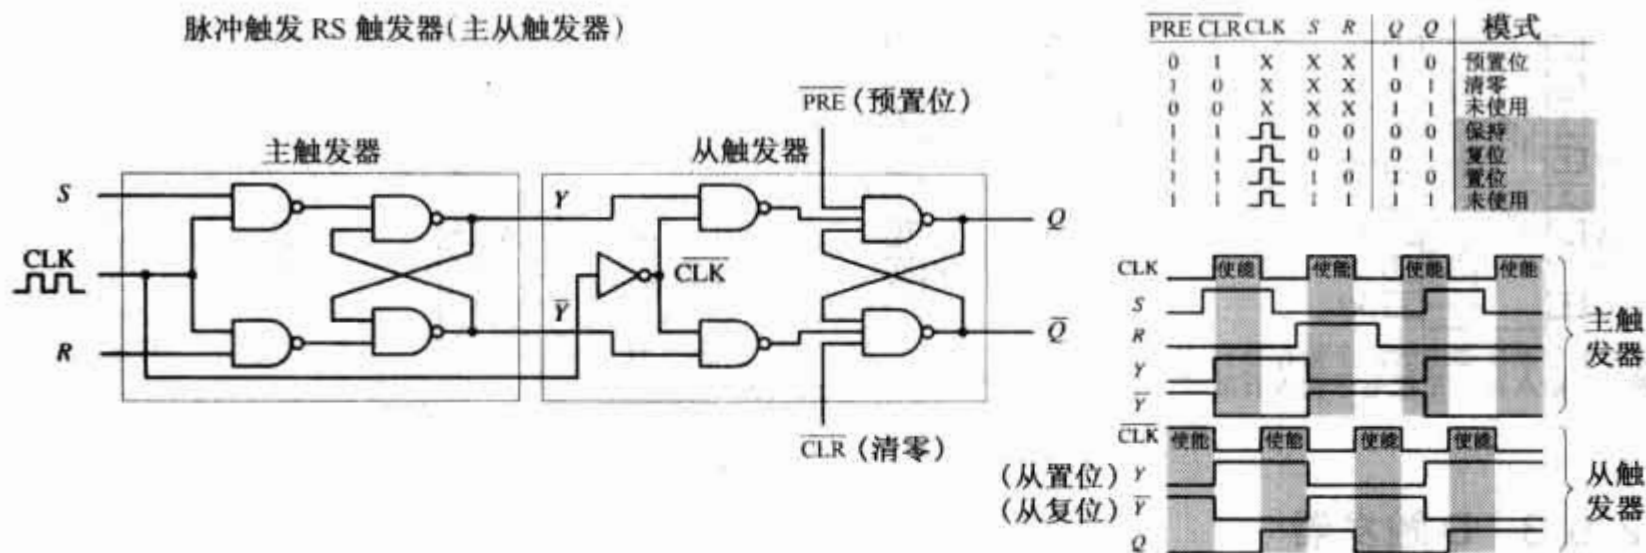 脉冲触发 RS 触发器(主从触发器)
PRE (预置位)
主触发器
从触发器
S
Y
Q
CLK
CLK
Y
Q
R
CLR (清零)
PRE CLR CLK S R Q Q 模式
0 1 X X X 1 0 预置位
1 0 X X X 0 1 清零
0 0 X X X 1 1 未使用
1 1 0 0 0 0 保持
1 1 0 1 0 1 复位
1 1 1 0 1 0 置位
1 1 1 1 1 1 未使用
CLK 使能 使能 使能 使能
S
R
Y
Y
主触
发器
CLK 使能 使能 使能 使能
(从置位) Y
(从复位) Y
Q
从触
发器